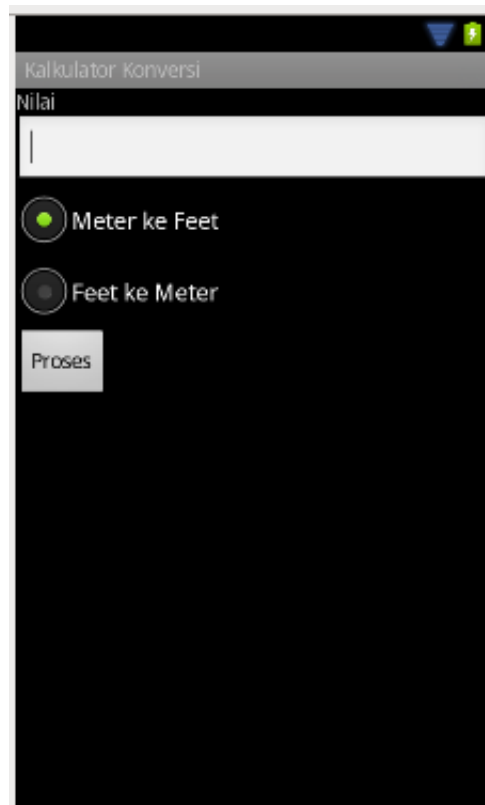 Kalkulator Konversi
Nilai
Meter ke Feet
Feet ke Meter
Proses